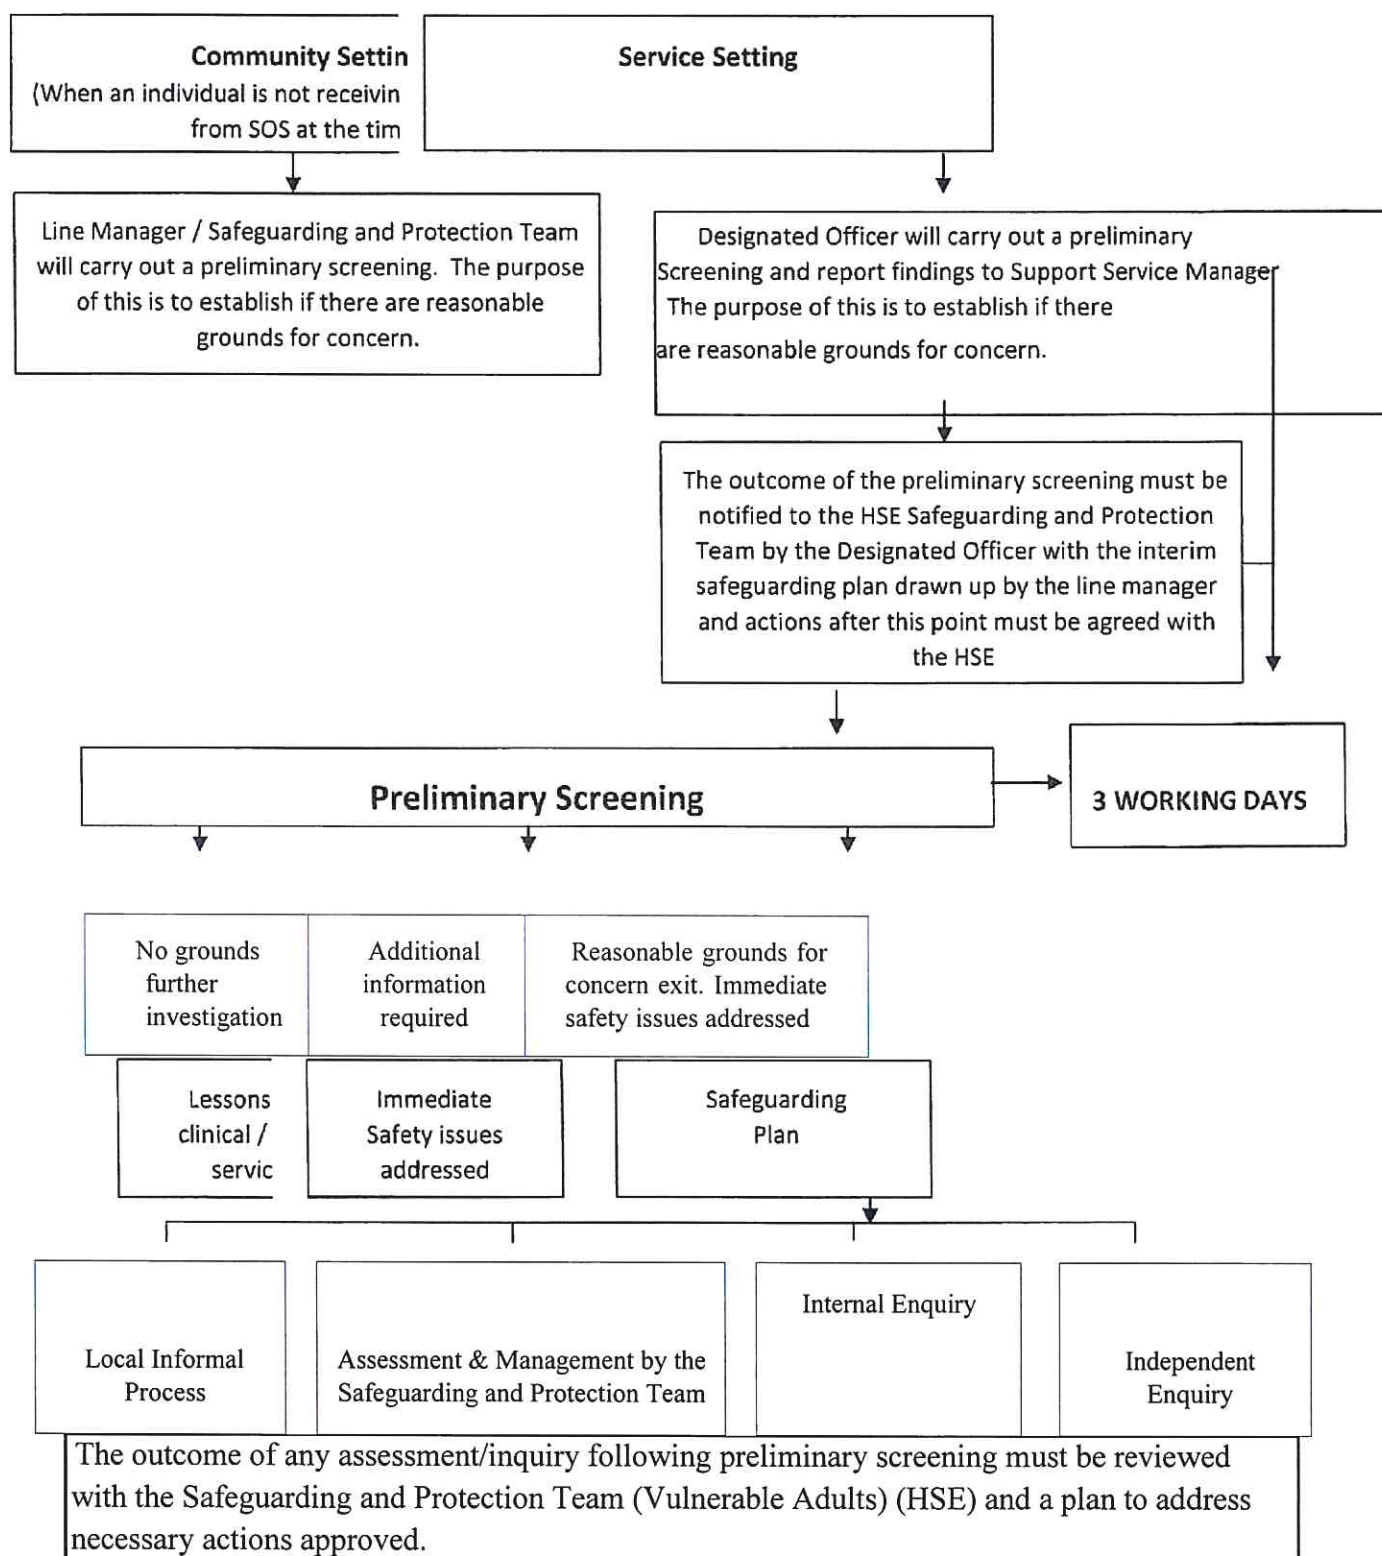 Community Settin
(When an individual is not receivin
from SOS at the tim
Service Setting
Line Manager / Safeguarding and Protection Team
will carry out a preliminary screening. The purpose
of this is to establish if there are reasonable
grounds for concern.
Designated Officer will carry out a preliminary
Screening and report findings to Support Service Manager
The purpose of this is to establish if there
are reasonable grounds for concern.
The outcome of the preliminary screening must be
notified to the HSE Safeguarding and Protection
Team by the Designated Officer with the interim
safeguarding plan drawn up by the line manager
and actions after this point must be agreed with
the HSE
Preliminary Screening
3 WORKING DAYS
No grounds
further
investigation
Additional
information
required
Reasonable grounds for
concern exit. Immediate
safety issues addressed
Lessons
clinical /
servic
Immediate
Safety issues
addressed
Safeguarding
Plan
Local Informal
Process
Assessment & Management by the
Safeguarding and Protection Team
Internal Enquiry
Independent
Enquiry
The outcome of any assessment/inquiry following preliminary screening must be reviewed
with the Safeguarding and Protection Team (Vulnerable Adults) (HSE) and a plan to address
necessary actions approved.